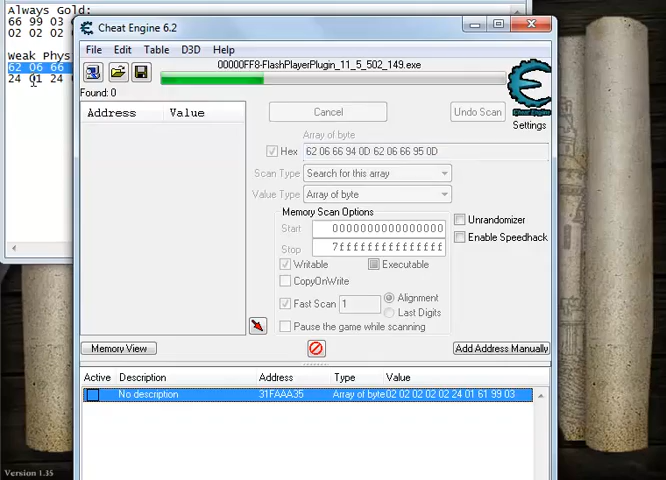 Always Gold:
66 99 03
02 02 02
Weak Phys
62 06 66
24 01 24
Cheat Engine 6.2
File Edit Table D3D Help
00000FF8-FlashPlayerPlugin_11_5_502_149.exe
Found: 0
Address Value
Cancel Undo Scan
Cheat Engine
Settings
Array of byte
Hex 62 06 66 94 0D 62 06 66 95 0D
Scan Type Search for this array
Value Type Array of byte
Memory Scan Options
Start 0000000000000000
Stop 7fffffffffffffff
Unrandomizer
Enable Speedhack
Writable Executable
CopyOnWrite
Fast Scan 1 Alignment
Last Digits
Pause the game while scanning
Memory View Add Address Manually
Active Description Address Type Value
No description 31FAAA35 Array of byte 02 02 02 02 02 24 01 61 99 03
Version 1.35